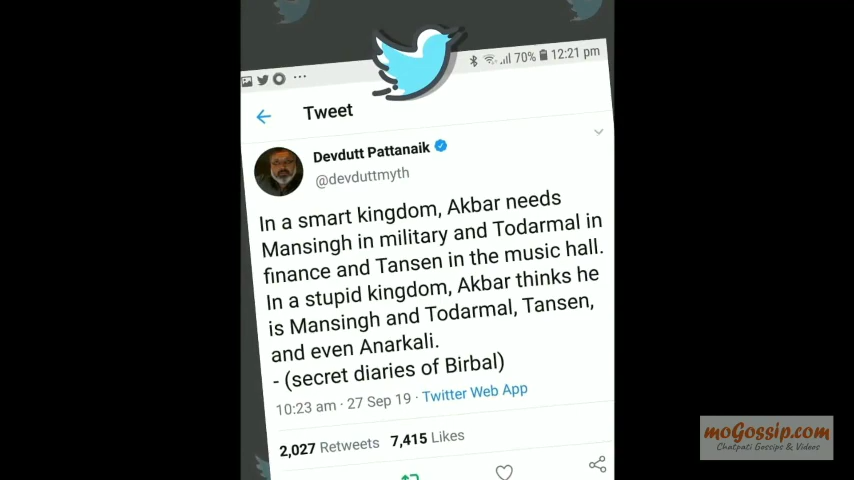 70% 12:21 pm
Tweet
Devdutt Pattanaik
@devduttmyth
In a smart kingdom, Akbar needs
Mansingh in military and Todarmal in
finance and Tansen in the music hall.
In a stupid kingdom, Akbar thinks he
is Mansingh and Todarmal, Tansen,
and even Anarkali.
- (secret diaries of Birbal)
10:23 am · 27 Sep 19 · Twitter Web App
2,027 Retweets 7,415 Likes
moGossip.com
Chatpati Gossips & Videos